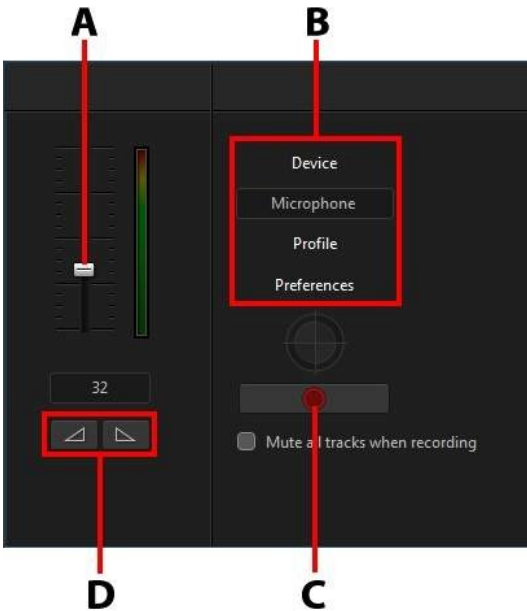 A
B
Device
Microphone
Profile
Preferences
32
Mute all tracks when recording
D
C